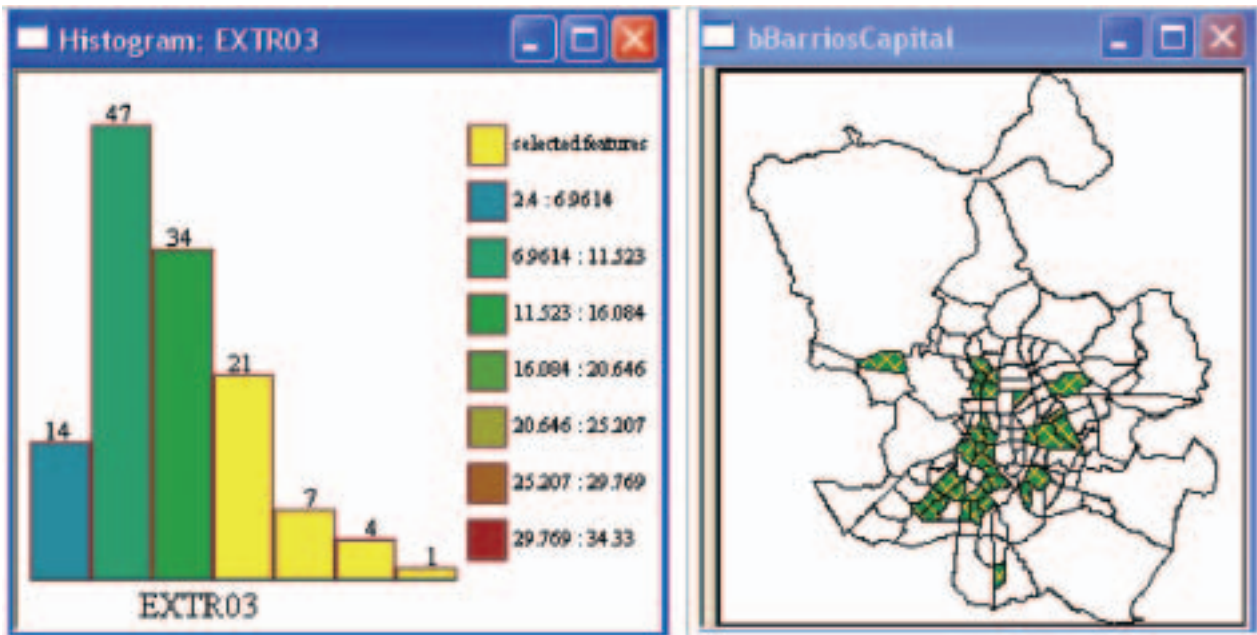 Histogram: EXTR03
47
34
21
14
7
4
1
EXTR03
selected features
2.4 : 6.9614
6.9614 : 11.523
11.523 : 16.084
16.084 : 20.646
20.646 : 25.207
25.207 : 29.769
29.769 : 34.33
bBarriosCapital